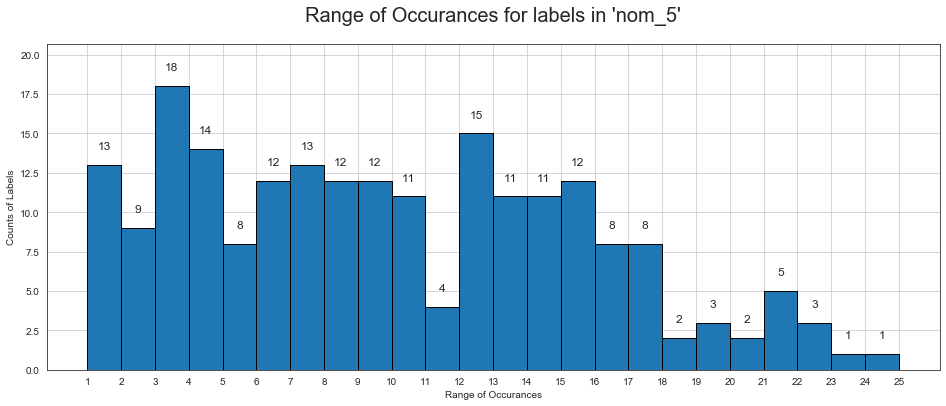 Range of Occurances for labels in 'nom_5'
Counts of Labels
20.0
17.5
15.0
12.5
10.0
7.5
5.0
2.5
0.0
13 9 18 14 8 12 13 12 12 11 4 15 11 11 12 8 8 2 3 2 5 3 1 1
1 2 3 4 5 6 7 8 9 10 11 12 13 14 15 16 17 18 19 20 21 22 23 24 25
Range of Occurances